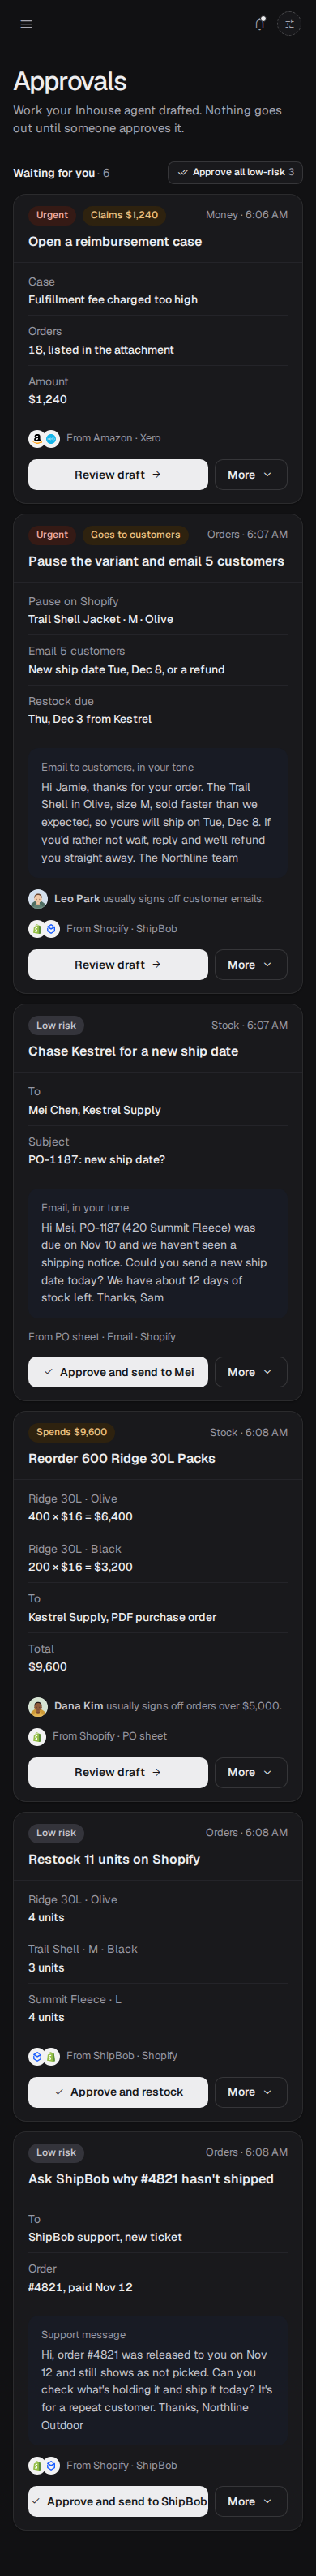 Approvals
Work your Inhouse agent drafted. Nothing goes
out until someone approves it.
Waiting for you · 6
Approve all low-risk 3
Urgent
Claims $1,240
Money · 6:06 AM
Open a reimbursement case
Case
Fulfillment fee charged too high
Orders
18, listed in the attachment
Amount
$1,240
From Amazon · Xero
Review draft →
More
Urgent
Goes to customers
Orders · 6:07 AM
Pause the variant and email 5 customers
Pause on Shopify
Trail Shell Jacket · M · Olive
Email 5 customers
New ship date Tue, Dec 8, or a refund
Restock due
Thu, Dec 3 from Kestrel
Email to customers, in your tone
Hi Jamie, thanks for your order. The Trail
Shell in Olive, size M, sold faster than we
expected, so yours will ship on Tue, Dec 8. If
you'd rather not wait, reply and we'll refund
you straight away. The Northline team
Leo Park usually signs off customer emails.
From Shopify · ShipBob
Review draft →
More
Low risk
Stock · 6:07 AM
Chase Kestrel for a new ship date
To
Mei Chen, Kestrel Supply
Subject
PO-1187: new ship date?
Email, in your tone
Hi Mei, PO-1187 (420 Summit Fleece) was
due on Nov 10 and we haven't seen a
shipping notice. Could you send a new ship
date today? We have about 12 days of
stock left. Thanks, Sam
From PO sheet · Email · Shopify
Approve and send to Mei
More
Spends $9,600
Stock · 6:08 AM
Reorder 600 Ridge 30L Packs
Ridge 30L · Olive
400 × $16 = $6,400
Ridge 30L · Black
200 × $16 = $3,200
To
Kestrel Supply, PDF purchase order
Total
$9,600
Dana Kim usually signs off orders over $5,000.
From Shopify · PO sheet
Review draft →
More
Low risk
Orders · 6:08 AM
Restock 11 units on Shopify
Ridge 30L · Olive
4 units
Trail Shell · M · Black
3 units
Summit Fleece · L
4 units
From ShipBob · Shopify
Approve and restock
More
Low risk
Orders · 6:08 AM
Ask ShipBob why #4821 hasn't shipped
To
ShipBob support, new ticket
Order
#4821, paid Nov 12
Support message
Hi, order #4821 was released to you on Nov
12 and still shows as not picked. Can you
check what's holding it and ship it today? It's
for a repeat customer. Thanks, Northline
Outdoor
From Shopify · ShipBob
Approve and send to ShipBob
More